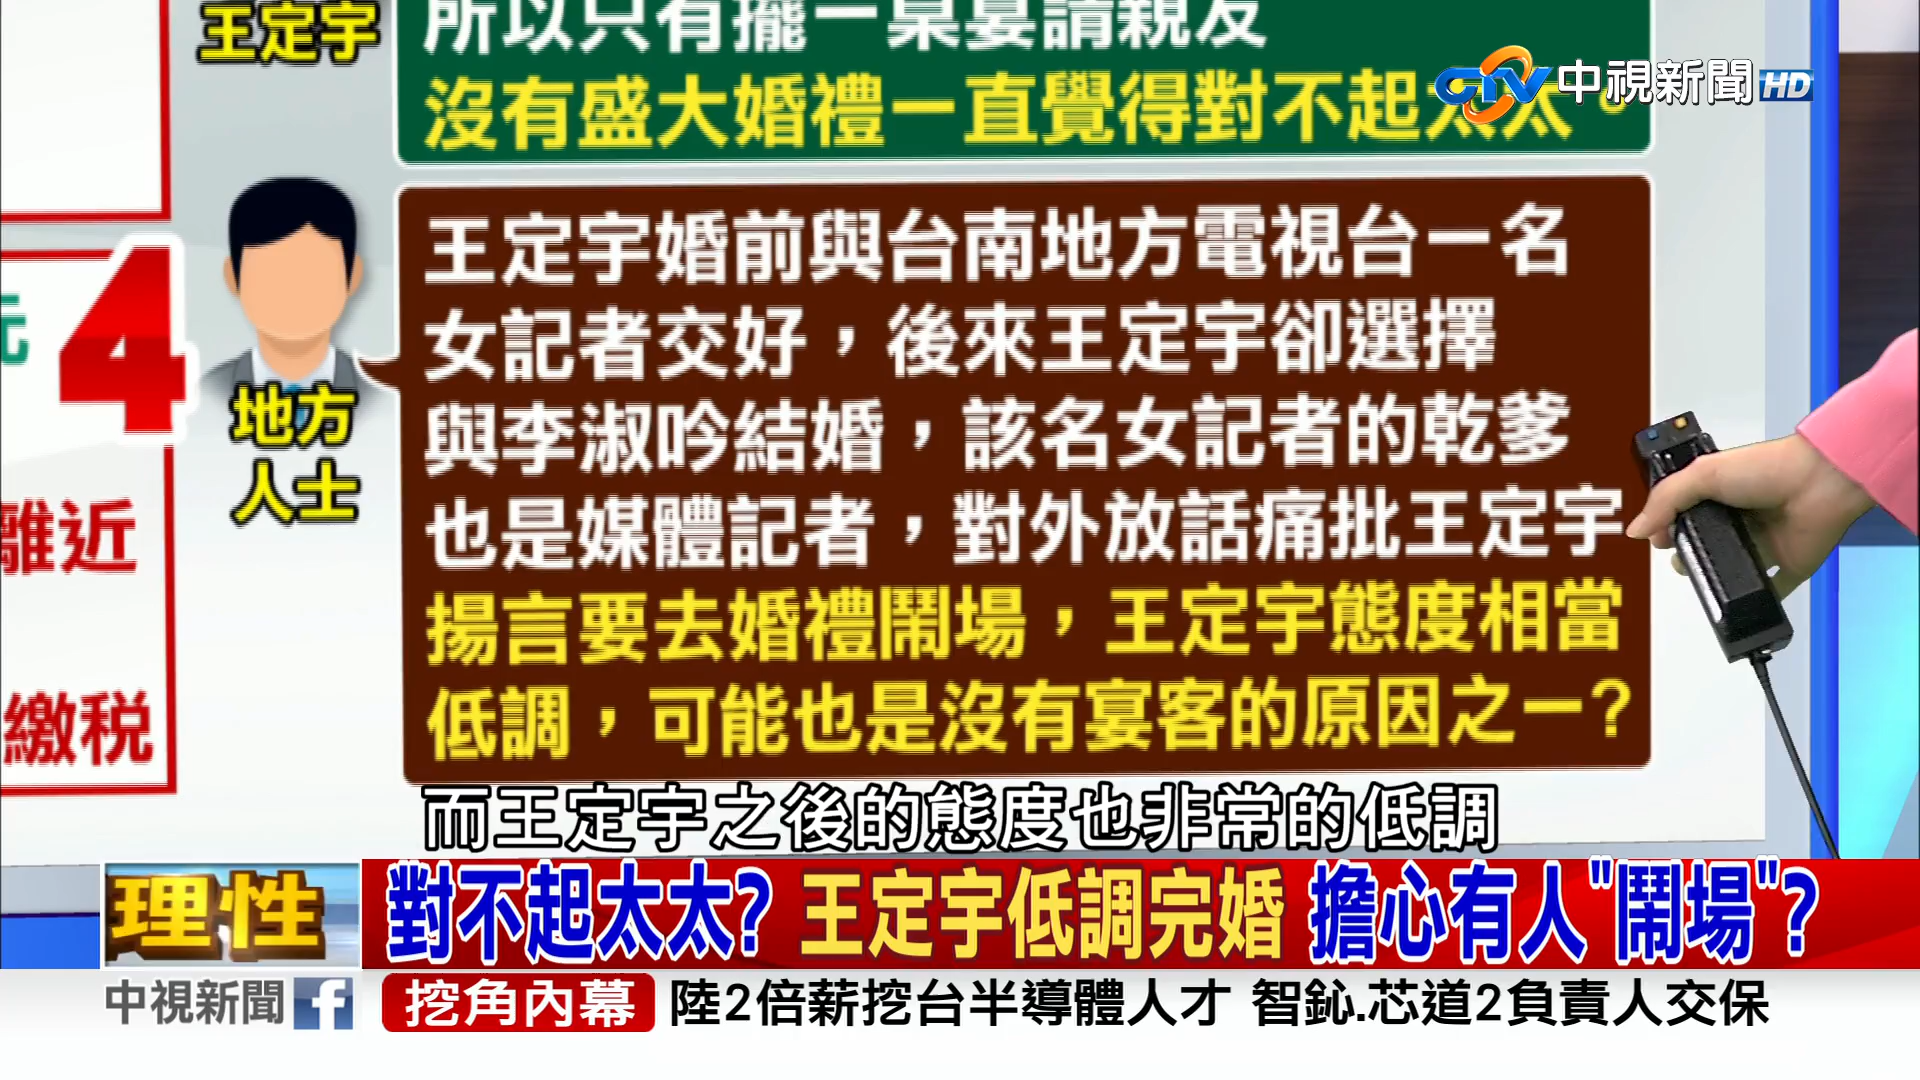 王定宇
所以只有擺一桌宴請親友
沒有盛大婚禮一直覺得對不起太太。
CTV中視新聞HD
王定宇婚前與台南地方電視台一名
女記者交好，後來王定宇卻選擇
與李淑吟結婚，該名女記者的乾爹
也是媒體記者，對外放話痛批王定宇
揚言要去婚禮鬧場，王定宇態度相當
低調，可能也是沒有宴客的原因之一？
地方
人士
元
4
離近
繳稅
而王定宇之後的態度也非常的低調
理性
對不起太太? 王定宇低調完婚 擔心有人"鬧場"?
中視新聞 f
挖角內幕 陸2倍薪挖台半導體人才 智鈊.芯道2負責人交保